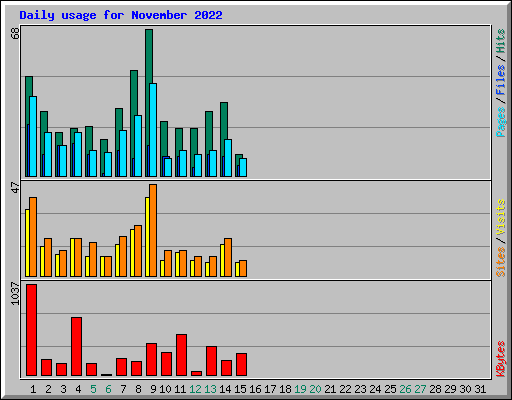 Daily usage for November 2022
68
Pages / Files / Hits
47
Sites / Visits
1037
KBytes
1 2 3 4 5 6 7 8 9 10 11 12 13 14 15 16 17 18 19 20 21 22 23 24 25 26 27 28 29 30 31